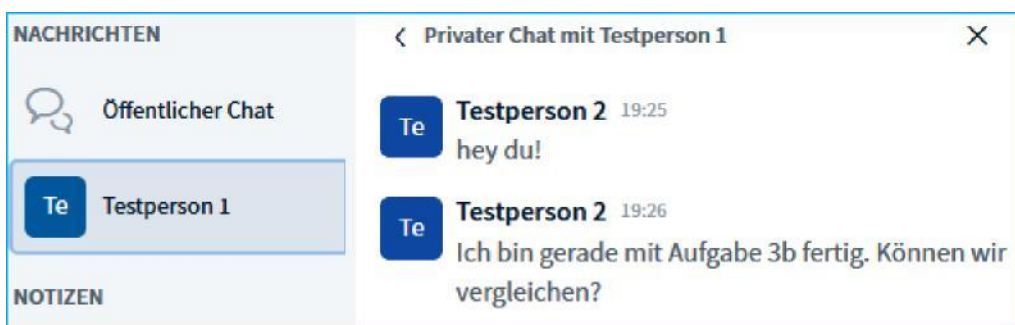 NACHRICHTEN
Öffentlicher Chat
Te Testperson 1
NOTIZEN
Privater Chat mit Testperson 1
Te Testperson 2 19:25
hey du!
Te Testperson 2 19:26
Ich bin gerade mit Aufgabe 3b fertig. Können wir
vergleichen?